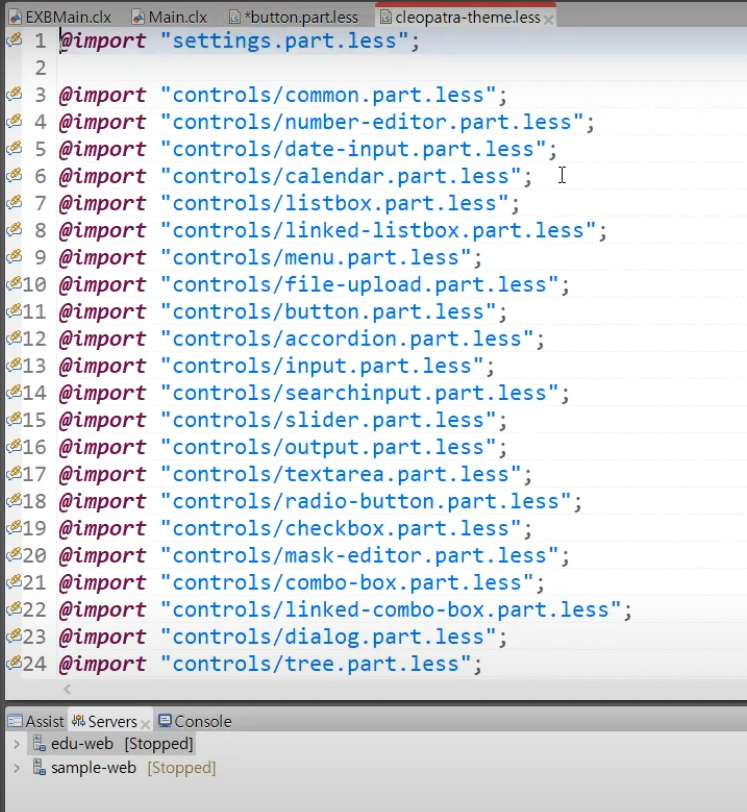 EXBMain.clx Main.clx *button.part.less cleopatra-theme.less
1 @import "settings.part.less";
2
3 @import "controls/common.part.less";
4 @import "controls/number-editor.part.less";
5 @import "controls/date-input.part.less";
6 @import "controls/calendar.part.less";
7 @import "controls/listbox.part.less";
8 @import "controls/linked-listbox.part.less";
9 @import "controls/menu.part.less";
10 @import "controls/file-upload.part.less";
11 @import "controls/button.part.less";
12 @import "controls/accordion.part.less";
13 @import "controls/input.part.less";
14 @import "controls/searchinput.part.less";
15 @import "controls/slider.part.less";
16 @import "controls/output.part.less";
17 @import "controls/textarea.part.less";
18 @import "controls/radio-button.part.less";
19 @import "controls/checkbox.part.less";
20 @import "controls/mask-editor.part.less";
21 @import "controls/combo-box.part.less";
22 @import "controls/linked-combo-box.part.less";
23 @import "controls/dialog.part.less";
24 @import "controls/tree.part.less";
Assist Servers Console
edu-web [Stopped]
sample-web [Stopped]